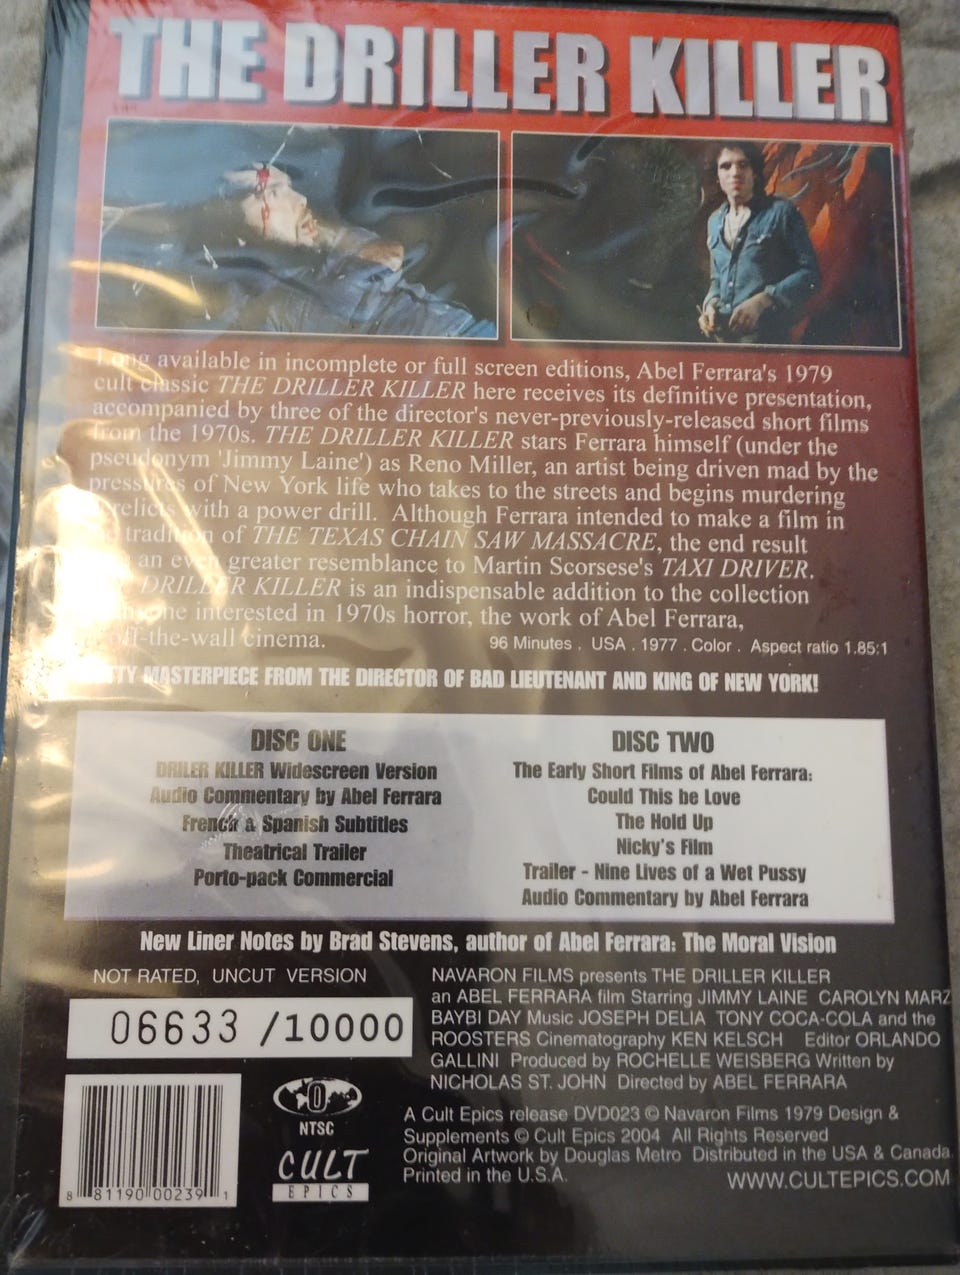 THE DRILLER KILLER
Long available in incomplete or full screen editions, Abel Ferrara's 1979
cult classic THE DRILLER KILLER here receives its definitive presentation,
accompanied by three of the director's never-previously-released short films
from the 1970s. THE DRILLER KILLER stars Ferrara himself (under the
pseudonym 'Jimmy Laine') as Reno Miller, an artist being driven mad by the
pressures of New York life who takes to the streets and begins murdering
derelicts with a power drill. Although Ferrara intended to make a film in
tradition of THE TEXAS CHAIN SAW MASSACRE, the end result
an even greater resemblance to Martin Scorsese's TAXI DRIVER.
DRILLER KILLER is an indispensable addition to the collection
interested in 1970s horror, the work of Abel Ferrara,
off-the-wall cinema.
96 Minutes . USA . 1977 . Color . Aspect ratio 1.85:1
MASTERPIECE FROM THE DIRECTOR OF BAD LIEUTENANT AND KING OF NEW YORK!
DISC ONE
DRILER KILLER Widescreen Version
Audio Commentary by Abel Ferrara
French & Spanish Subtitles
Theatrical Trailer
Porto-pack Commercial
DISC TWO
The Early Short Films of Abel Ferrara:
Could This be Love
The Hold Up
Nicky's Film
Trailer - Nine Lives of a Wet Pussy
Audio Commentary by Abel Ferrara
New Liner Notes by Brad Stevens, author of Abel Ferrara: The Moral Vision
NOT RATED, UNCUT VERSION
06633 /10000
NAVARON FILMS presents THE DRILLER KILLER
an ABEL FERRARA film Starring JIMMY LAINE CAROLYN MARZ
BAYBI DAY Music JOSEPH DELIA TONY COCA-COLA and the
ROOSTERS Cinematography KEN KELSCH Editor ORLANDO
GALLINI Produced by ROCHELLE WEISBERG Written by
NICHOLAS ST. JOHN Directed by ABEL FERRARA
A Cult Epics release DVD023 © Navaron Films 1979 Design &
Supplements © Cult Epics 2004 All Rights Reserved
Original Artwork by Douglas Metro Distributed in the USA & Canada
Printed in the U.S.A.
WWW.CULTEPICS.COM
0
NTSC
CULT
EPICS
8 81190 00239 1